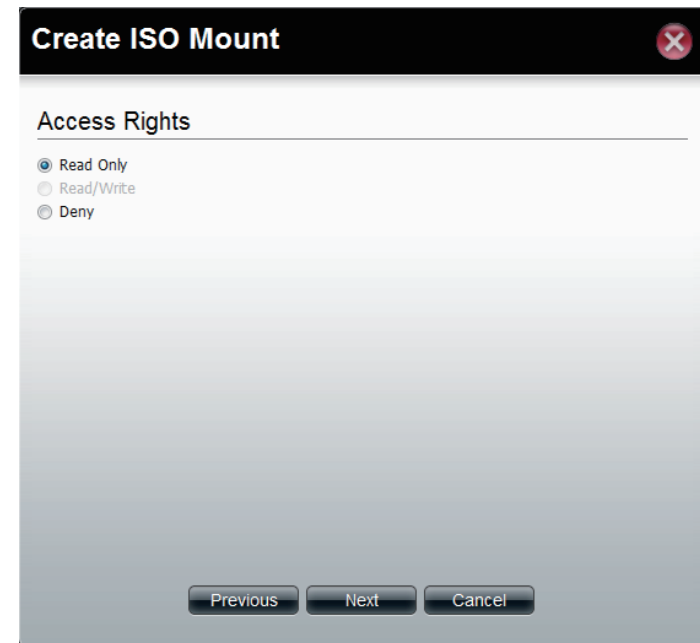 Create ISO Mount
Access Rights
Read Only
Read/Write
Deny
Previous Next Cancel